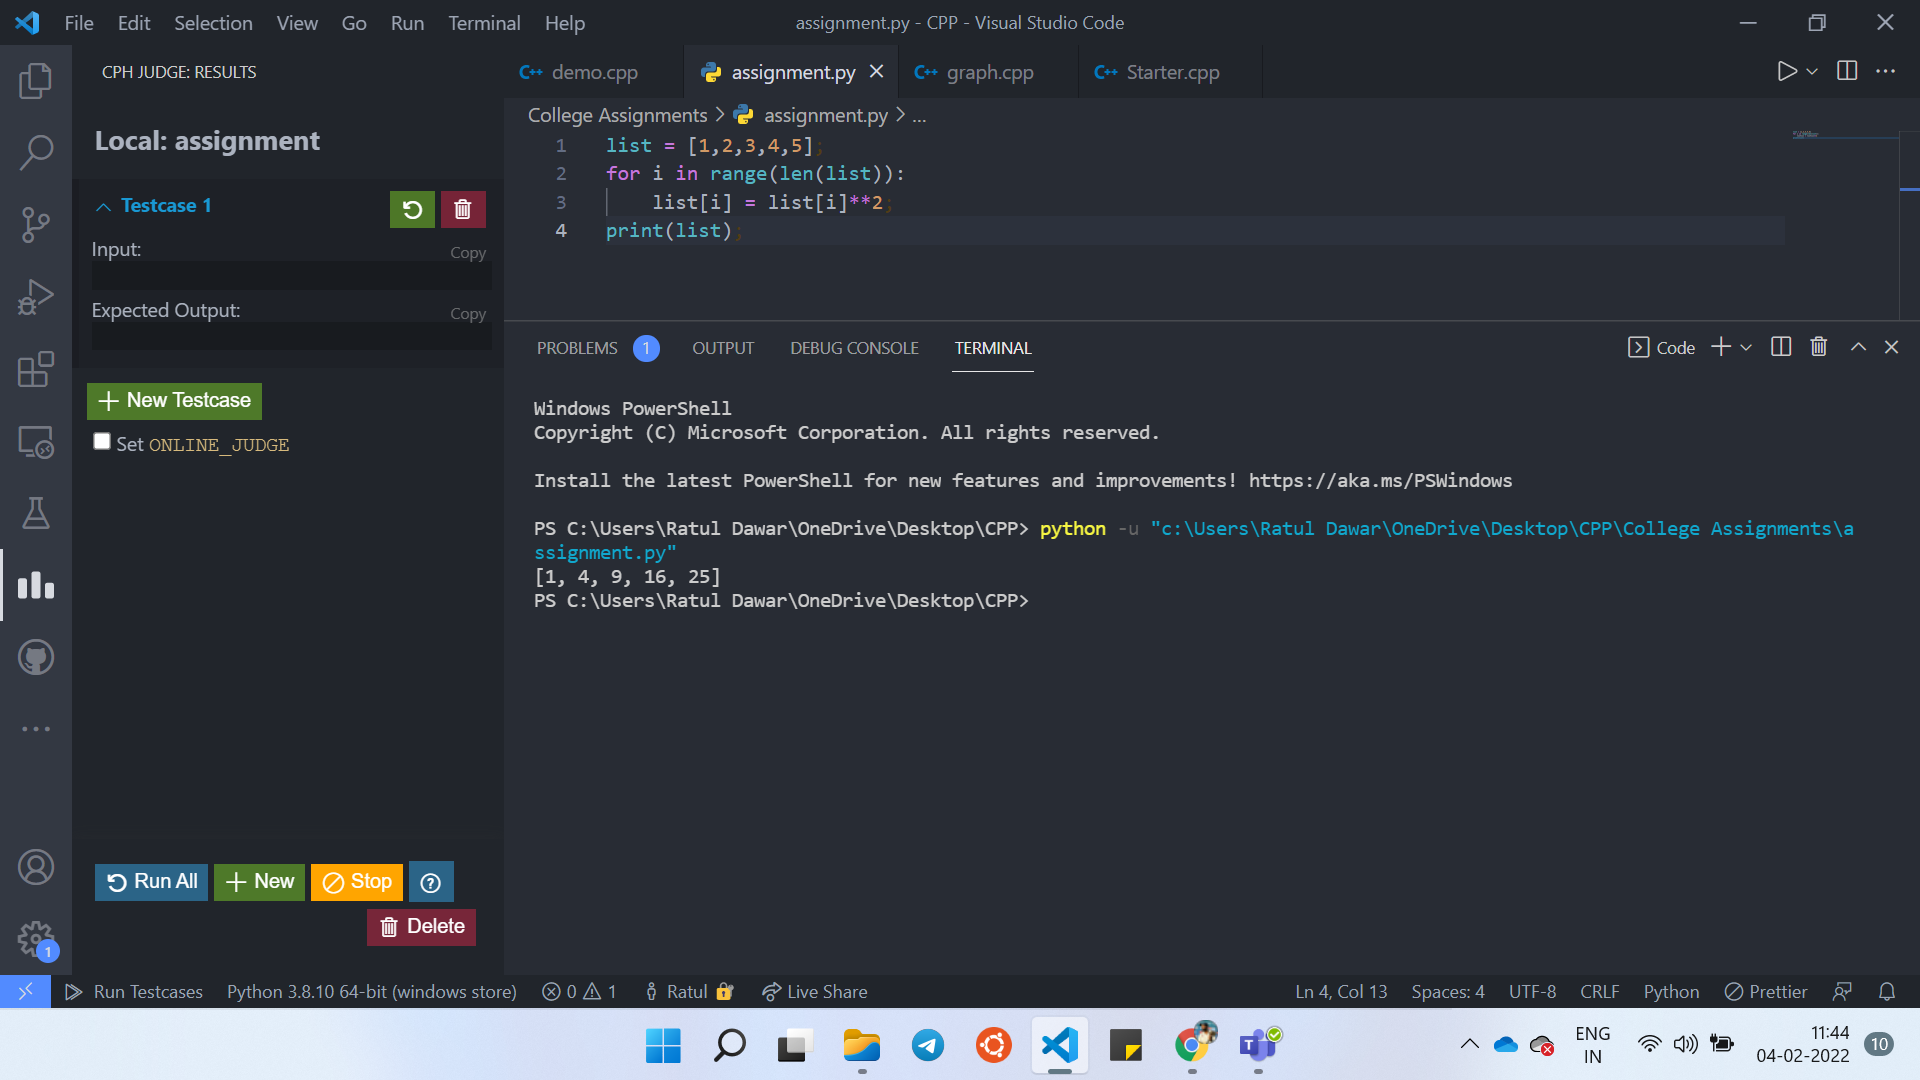 File Edit Selection View Go Run Terminal Help
assignment.py - CPP - Visual Studio Code
CPH JUDGE: RESULTS
Local: assignment
Testcase 1
Input:
Copy
Expected Output:
Copy
New Testcase
Set ONLINE_JUDGE
Run All
New
Stop
Delete
demo.cpp
assignment.py
graph.cpp
Starter.cpp
College Assignments > assignment.py > ...
1 list = [1,2,3,4,5];
2 for i in range(len(list)):
3 list[i] = list[i]**2;
4 print(list);
PROBLEMS 1 OUTPUT DEBUG CONSOLE TERMINAL
Code
Windows PowerShell
Copyright (C) Microsoft Corporation. All rights reserved.
Install the latest PowerShell for new features and improvements! https://aka.ms/PSWindows
PS C:\Users\Ratul Dawar\OneDrive\Desktop\CPP> python -u "c:\Users\Ratul Dawar\OneDrive\Desktop\CPP\College Assignments\a
ssignment.py"
[1, 4, 9, 16, 25]
PS C:\Users\Ratul Dawar\OneDrive\Desktop\CPP>
1
Run Testcases Python 3.8.10 64-bit (windows store) 0 1 Ratul Live Share Ln 4, Col 13 Spaces: 4 UTF-8 CRLF Python Prettier
ENG
IN
11:44
04-02-2022
10